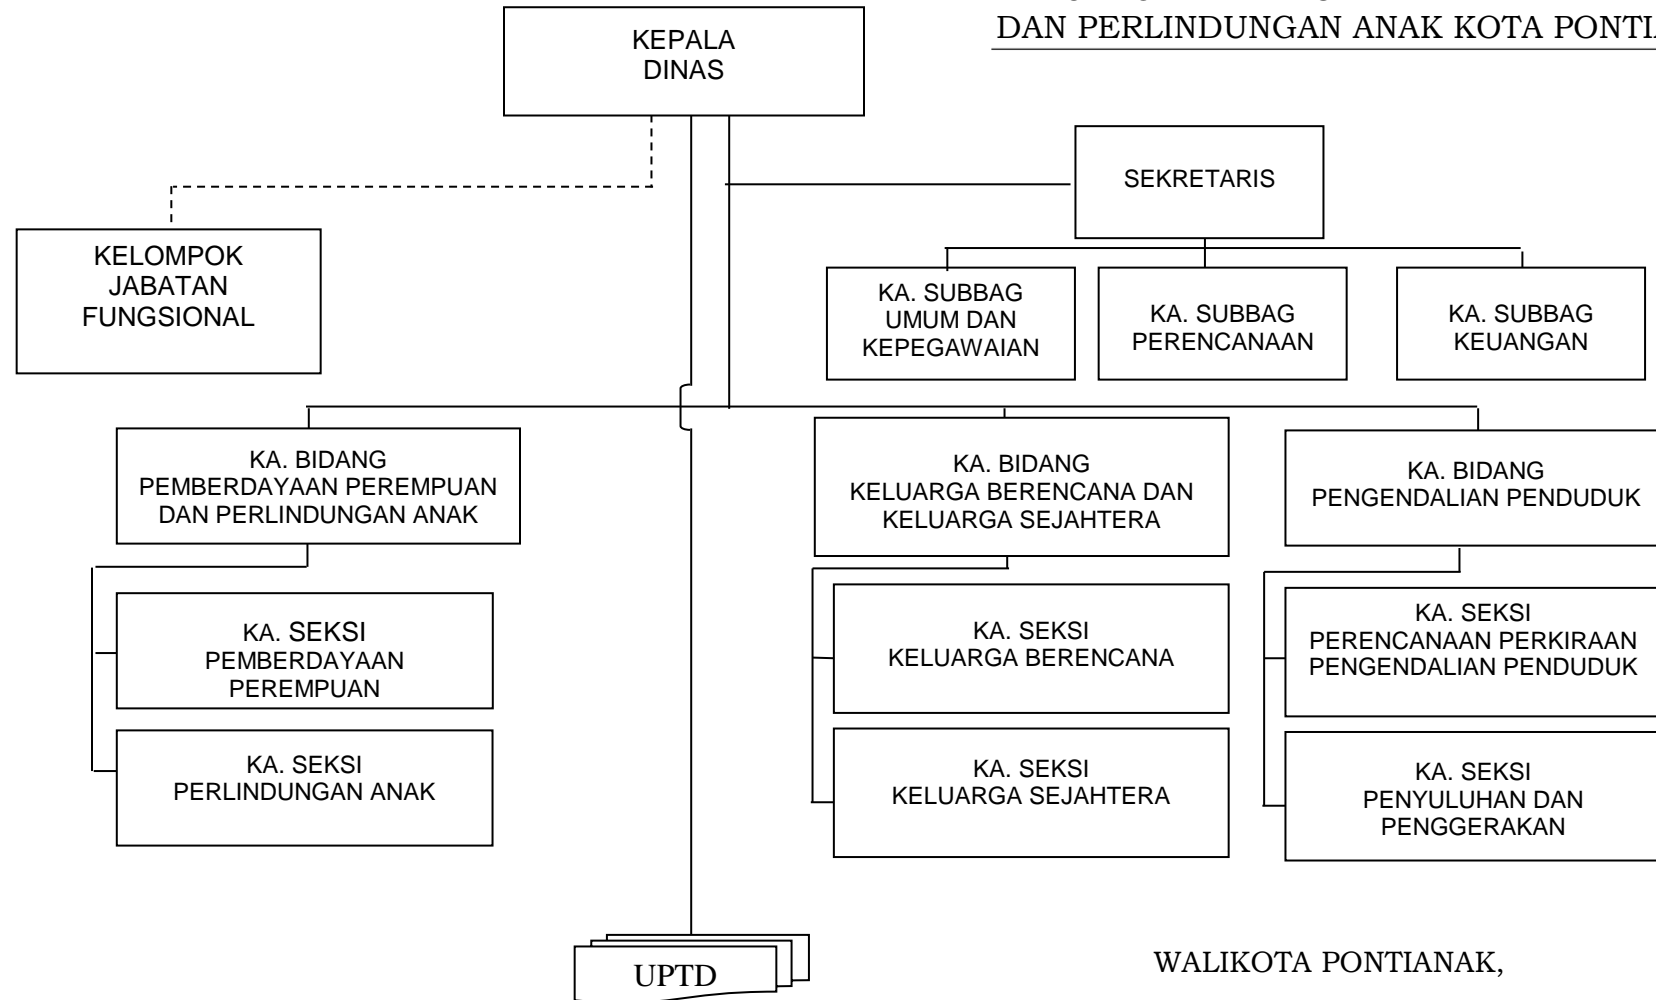 DAN PERLINDUNGAN ANAK KOTA
KEPALA
DINAS
SEKRETARIS
KELOMPOK
JABATAN
FUNGSIONAL
KA. SUBBAG
UMUM DAN
KEPEGAWAIAN
KA. SUBBAG
PERENCANAAN
KA. SUBBAG
KEUANGAN
KA. BIDANG
PEMBERDAYAAN PEREMPUAN
DAN PERLINDUNGAN ANAK
KA. BIDANG
KELUARGA BERENCANA DAN
KELUARGA SEJAHTERA
KA. BIDANG
PENGENDALIAN PENDUDUK
KA. SEKSI
PEMBERDAYAAN
PEREMPUAN
KA. SEKSI
KELUARGA BERENCANA
KA. SEKSI
PERENCANAAN PERKIRAAN
PENGENDALIAN PENDUDUK
KA. SEKSI
PERLINDUNGAN ANAK
KA. SEKSI
KELUARGA SEJAHTERA
KA. SEKSI
PENYULUHAN DAN
PENGGERAKAN
UPTD
WALIKOTA PONTIANAK,